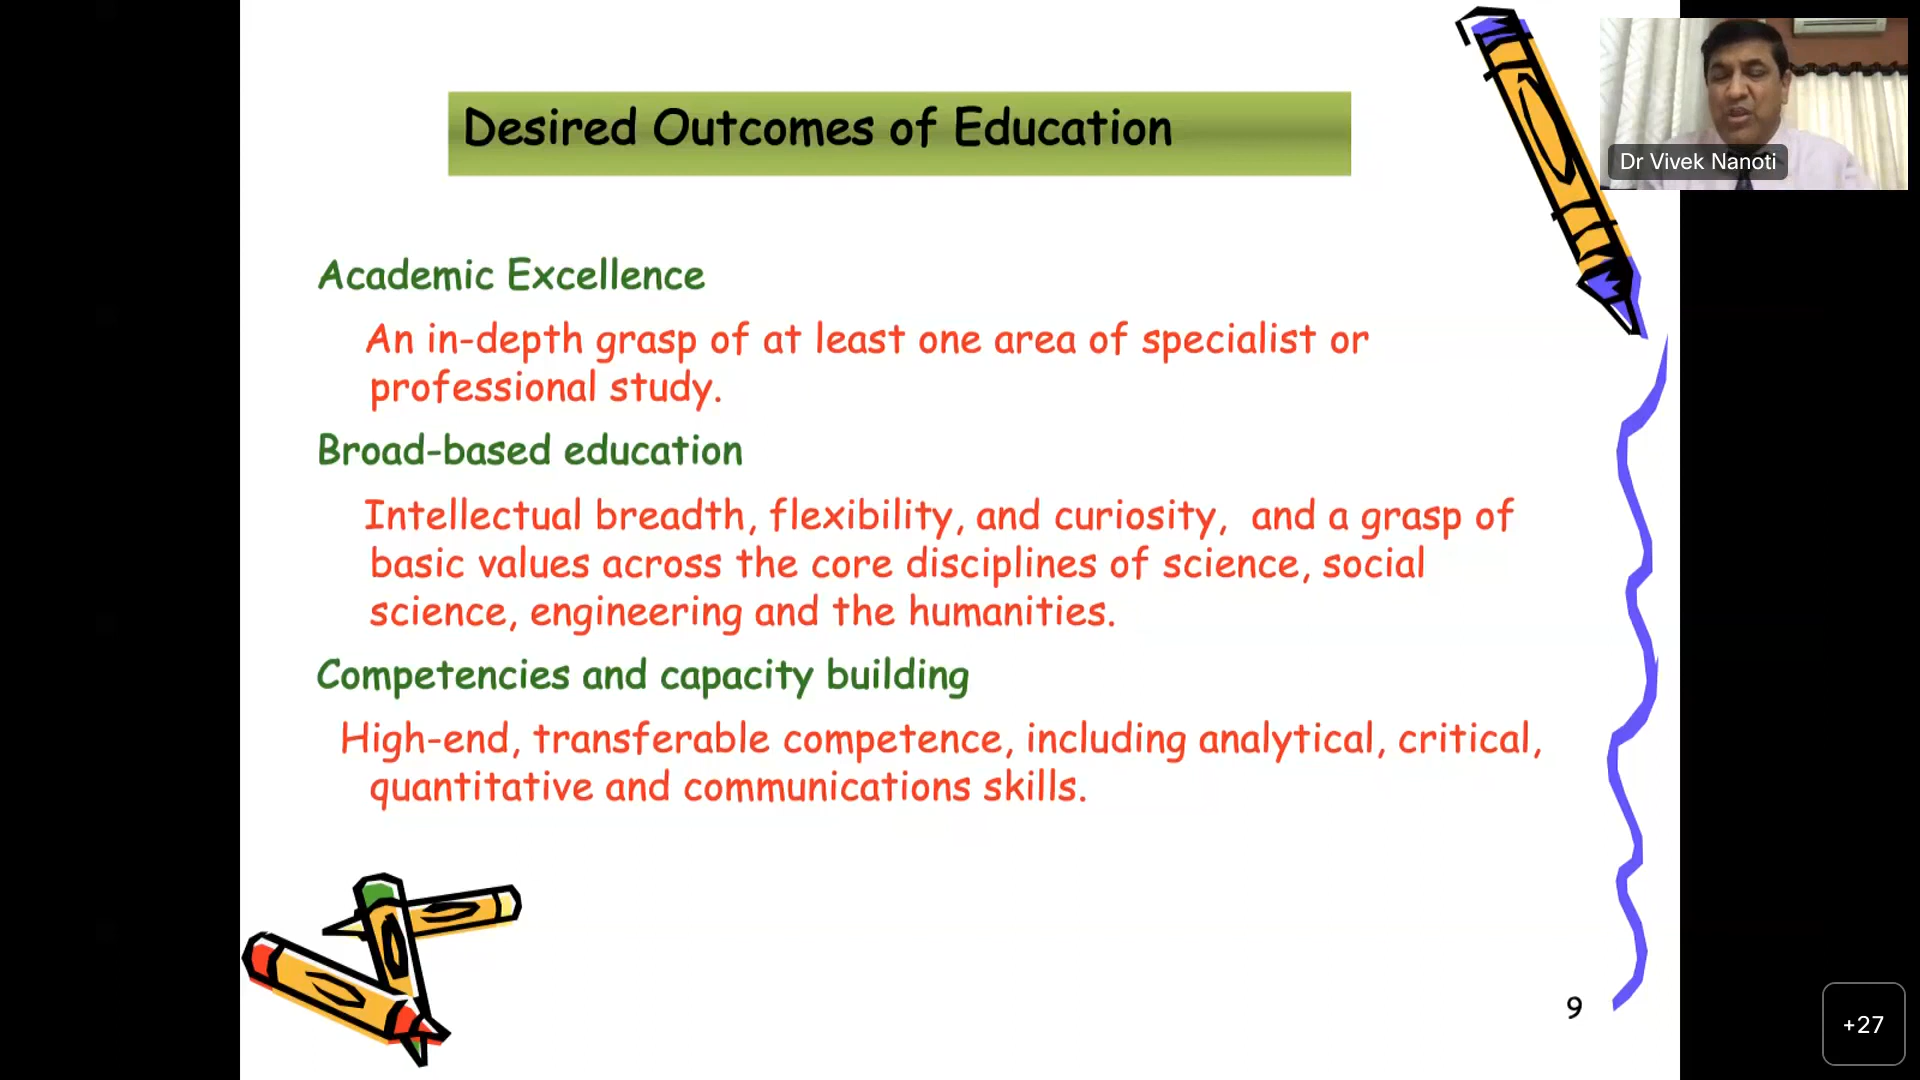 Desired Outcomes of Education
Dr Vivek Nanoti
Academic Excellence
An in-depth grasp of at least one area of specialist or
professional study.
Broad-based education
Intellectual breadth, flexibility, and curiosity, and a grasp of
basic values across the core disciplines of science, social
science, engineering and the humanities.
Competencies and capacity building
High-end, transferable competence, including analytical, critical,
quantitative and communications skills.
9
+27